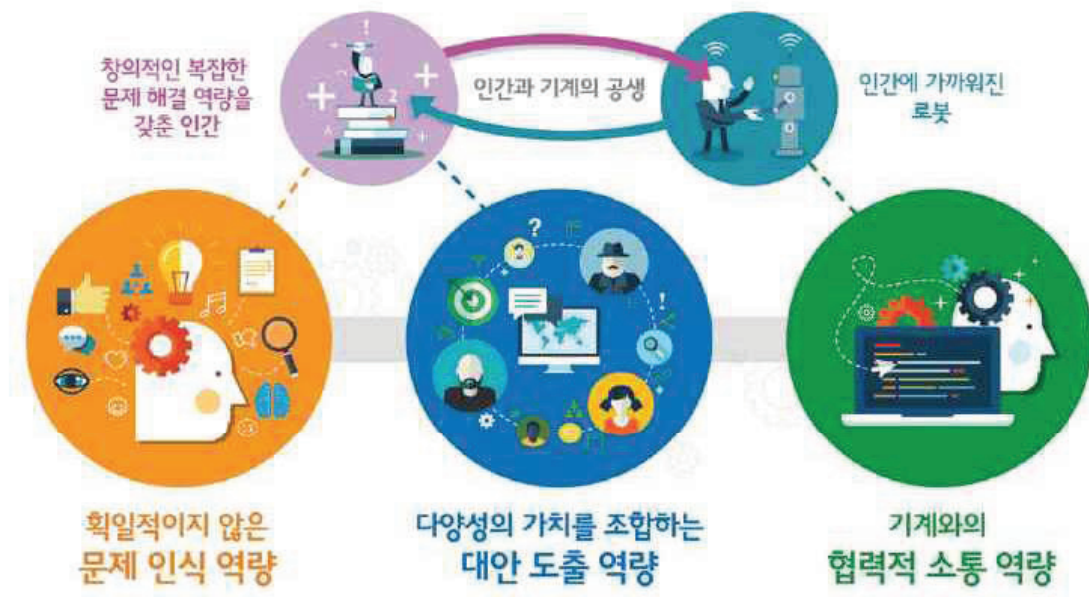 창의적인 복잡한
문제 해결 역량을
갖춘 인간
인간과 기계의 공생
인간에 가까워진
로봇
획일적이지 않은
문제 인식 역량
다양성의 가치를 조합하는
대안 도출 역량
기계와의
협력적 소통 역량